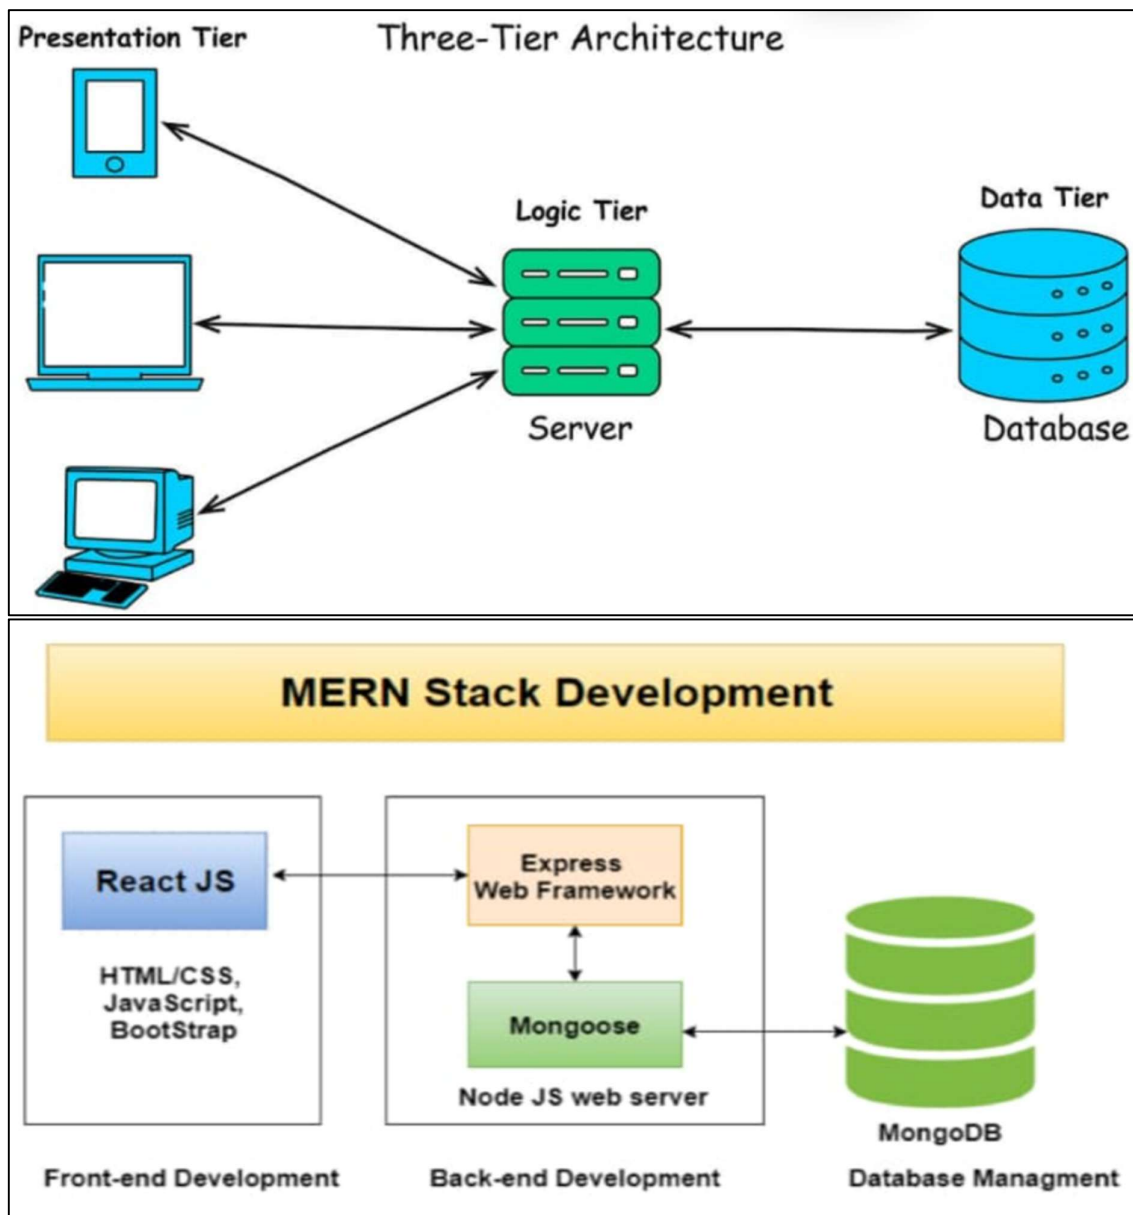 Presentation Tier
Three-Tier Architecture
Logic Tier
Data Tier
Server
Database
MERN Stack Development
React JS
HTML/CSS,
JavaScript,
BootStrap
Express
Web Framework
Mongoose
Node JS web server
MongoDB
Front-end Development
Back-end Development
Database Managment